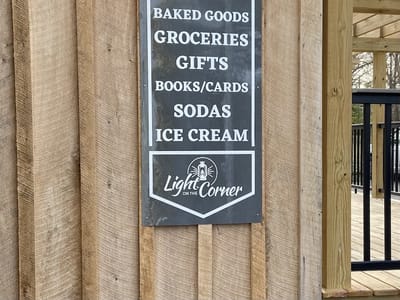 BAKED GOODS
GROCERIES
GIFTS
BOOKS/CARDS
SODAS
ICE CREAM
Light
ON THE
Corner